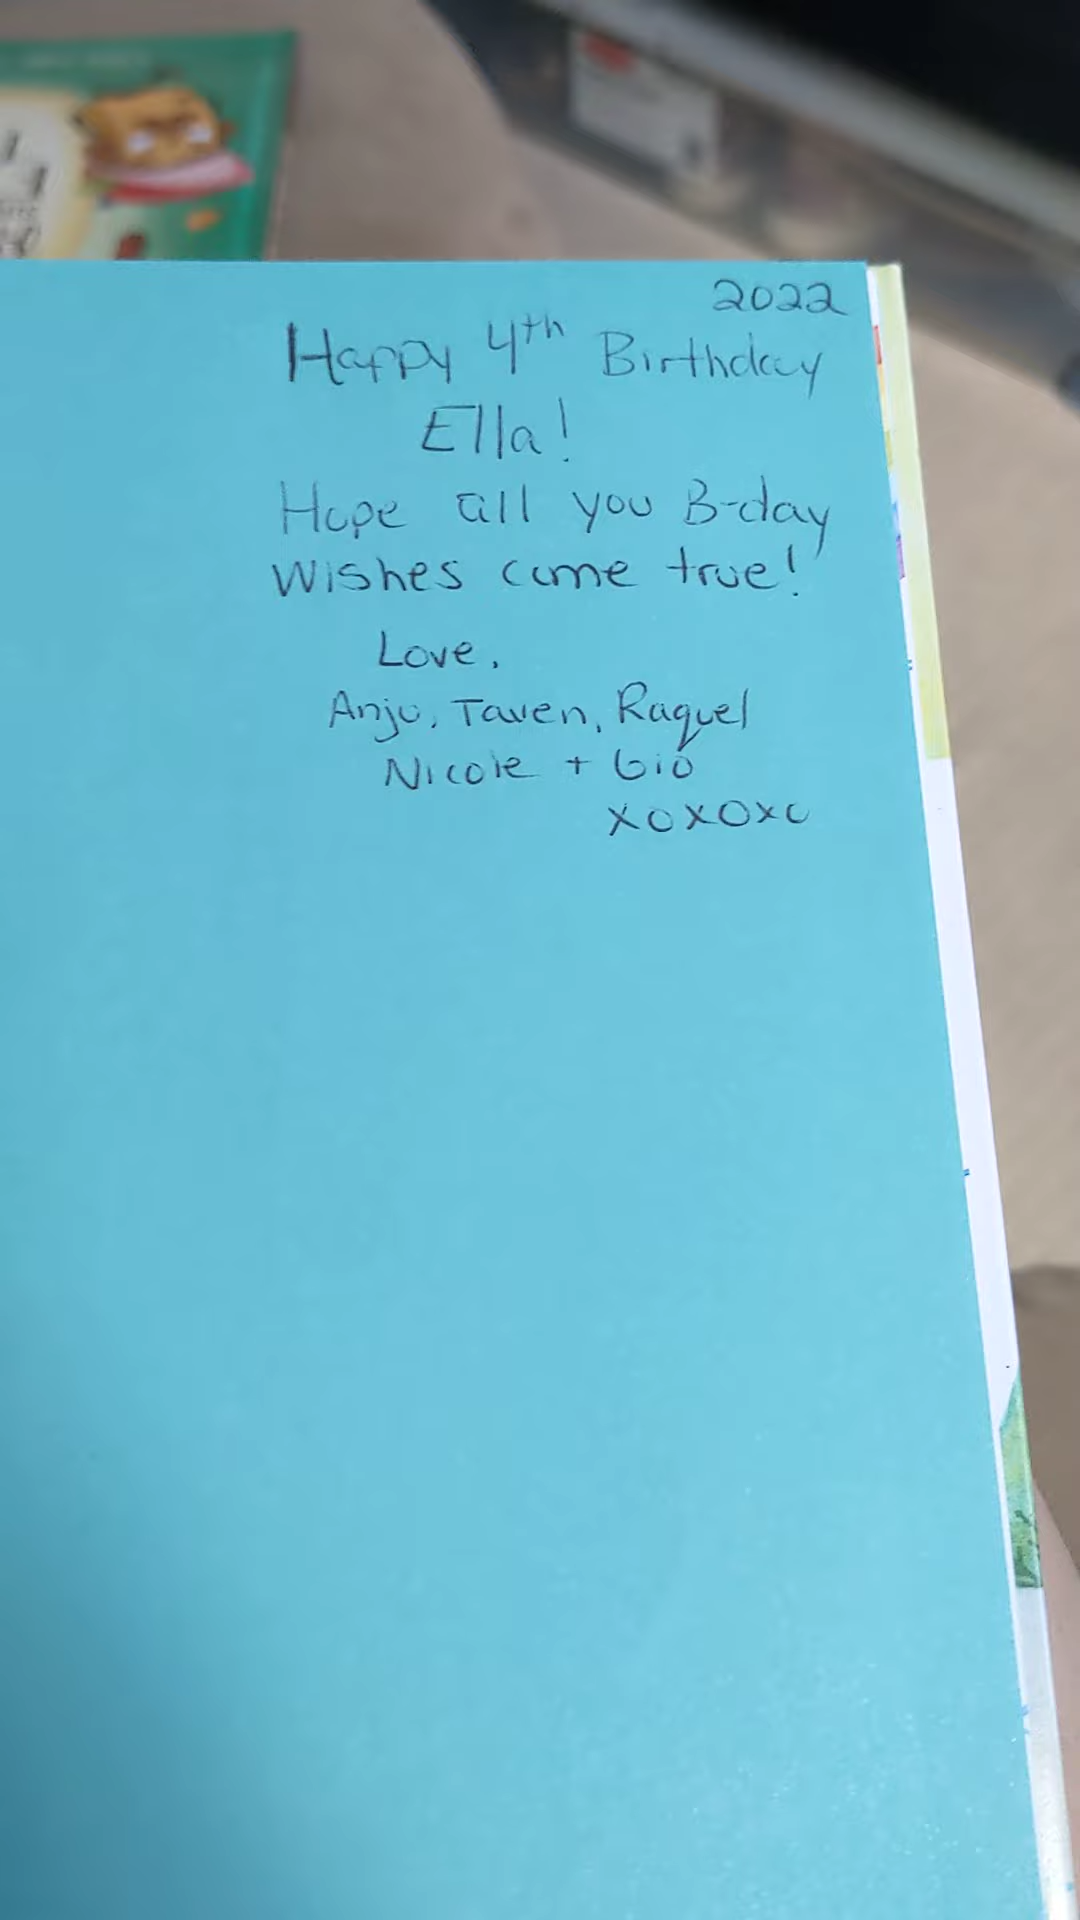 2022
Happy 4th Birthday
Ella!
Hope all you B-day
Wishes come true!
Love,
Anju, Taven, Raquel
Nicole + Gio
XOXOXO